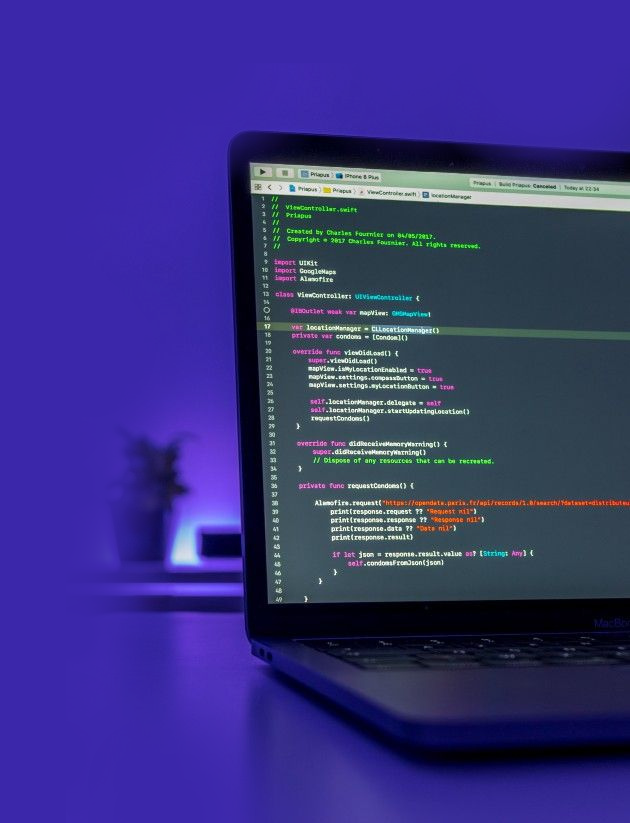 Priapus iPhone 6 Plus
Priapus | Build Priapus: Canceled | Today at 22:34
Priapus Priapus ViewController.swift locationManager
1 //
2 // ViewController.swift
3 // Priapus
4 //
5 // Created by Charles Fournier on 04/05/2017.
6 // Copyright © 2017 Charles Fournier. All rights reserved.
7 //
8
9 import UIKit
10 import GoogleMaps
11 import Alamofire
12
13 class ViewController: UIViewController {
14
@IBOutlet weak var mapView: GMSMapView!
16
17 var locationManager = CLLocationManager()
18 private var condoms = [Condom]()
19
20 override func viewDidLoad() {
21 super.viewDidLoad()
22 mapView.isMyLocationEnabled = true
23 mapView.settings.compassButton = true
24 mapView.settings.myLocationButton = true
25
26 self.locationManager.delegate = self
27 self.locationManager.startUpdatingLocation()
28 requestCondoms()
29 }
30
31 override func didReceiveMemoryWarning() {
32 super.didReceiveMemoryWarning()
33 // Dispose of any resources that can be recreated.
34 }
35
36 private func requestCondoms() {
37
38 Alamofire.request("https://opendata.paris.fr/api/records/1.0/search/?dataset=distributeu
39 print(response.request ?? "Request nil")
40 print(response.response ?? "Response nil")
41 print(response.data ?? "Data nil")
42 print(response.result)
43
44 if let json = response.result.value as? [String: Any] {
45 self.condomsFromJson(json)
46 }
47 }
48
49 }
MacBoo